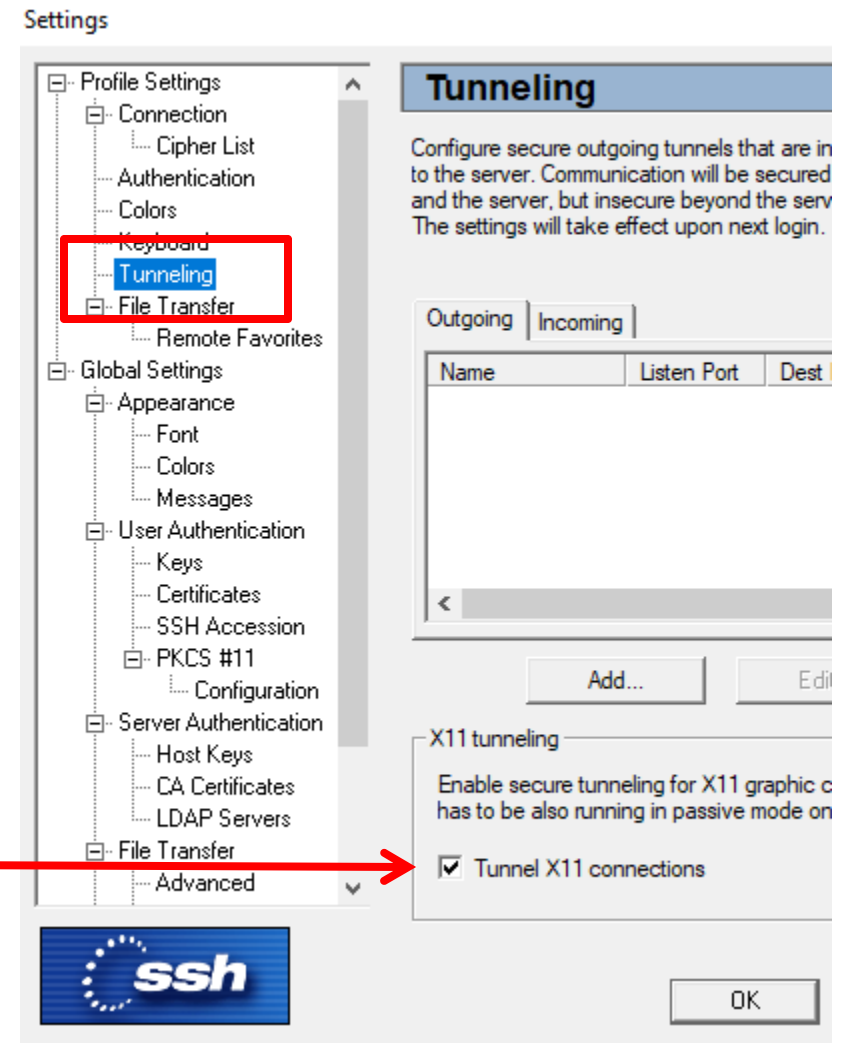 Settings
Profile Settings
Connection
Cipher List
Authentication
Colors
Keyboard
Tunneling
File Transfer
Remote Favorites
Global Settings
Appearance
Font
Colors
Messages
User Authentication
Keys
Certificates
SSH Accession
PKCS #11
Configuration
Server Authentication
Host Keys
CA Certificates
LDAP Servers
File Transfer
Advanced
ssh
Tunneling
Configure secure outgoing tunnels that are in
to the server. Communication will be secured
and the server, but insecure beyond the serv
The settings will take effect upon next login.
Outgoing Incoming
Name Listen Port Dest
Add... Edi
X11 tunneling
Enable secure tunneling for X11 graphic c
has to be also running in passive mode on
Tunnel X11 connections
OK